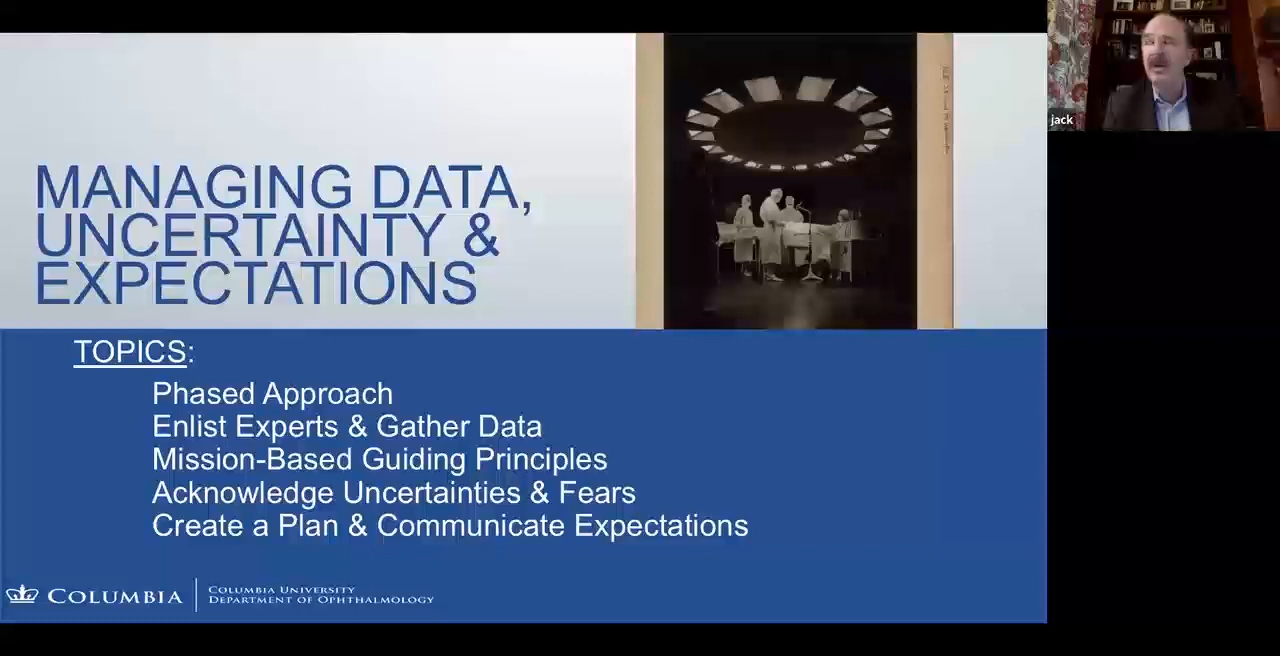 MANAGING DATA,
UNCERTAINTY &
EXPECTATIONS
TOPICS:
Phased Approach
Enlist Experts & Gather Data
Mission-Based Guiding Principles
Acknowledge Uncertainties & Fears
Create a Plan & Communicate Expectations
COLUMBIA
COLUMBIA UNIVERSITY
DEPARTMENT OF OPHTHALMOLOGY
jack